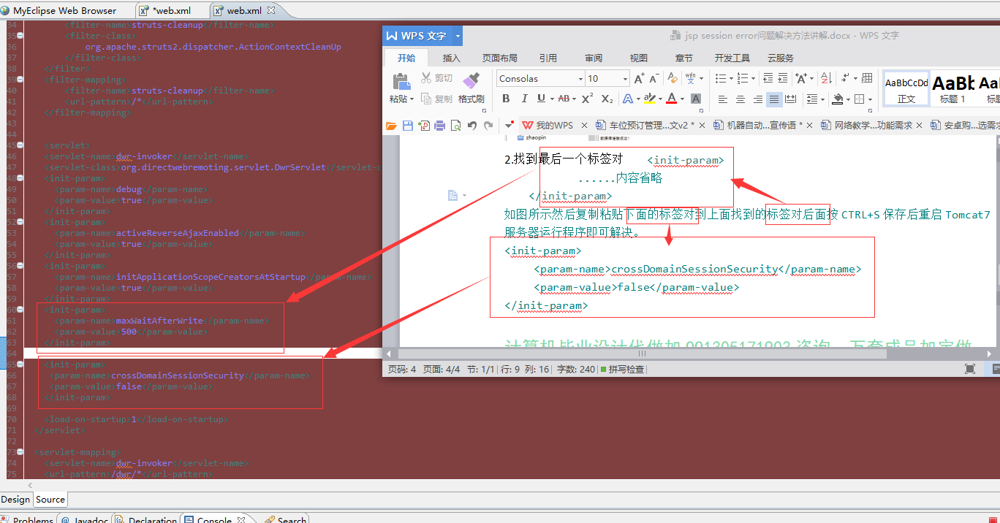 MyEclipse Web Browser
*web.xml
web.xml
34 <filter-name>struts-cleanup</filter-name>
35 <filter-class>
36 org.apache.struts2.dispatcher.ActionContextCleanUp
37 </filter-class>
38 </filter>
39 <filter-mapping>
40 <filter-name>struts-cleanup</filter-name>
41 <url-pattern>/*</url-pattern>
42 </filter-mapping>
43
44
45 <servlet>
46 <servlet-name>dwr-invoker</servlet-name>
47 <servlet-class>org.directwebremoting.servlet.DwrServlet</servlet-c
48 <init-param>
49 <param-name>debug</param-name>
50 <param-value>true</param-value>
51 </init-param>
52 <init-param>
53 <param-name>activeReverseAjaxEnabled</param-name>
54 <param-value>true</param-value>
55 </init-param>
56 <init-param>
57 <param-name>initApplicationScopeCreatorsAtStartup</param-name>
58 <param-value>true</param-value>
59 </init-param>
60 <init-param>
61 <param-name>maxWaitAfterWrite</param-name>
62 <param-value>500</param-value>
63 </init-param>
64
65 <init-param>
66 <param-name>crossDomainSessionSecurity</param-name>
67 <param-value>false</param-value>
68 </init-param>
69
70 <load-on-startup>1</load-on-startup>
71 </servlet>
72
73 <servlet-mapping>
74 <servlet-name>dwr-invoker</servlet-name>
75 <url-pattern>/dwr/*</url-pattern>
Design Source
Problems @ Javadoc Declaration Console Search
WPS 文字
jsp session error问题解决方法讲解.docx - WPS 文字
开始 插入 页面布局 引用 审阅 视图 章节 开发工具 云服务
粘贴 剪切 复制 格式刷
Consolas 10
B I U AB X² X₂
AaBbCcDd 正文
AaBb 标题 1
我的WPS 车位预订管理...文v2 * 机器自动...宣传语 * 网络教学...功能需求 安卓购...选需求
zhaopin
2.找到最后一个标签对 <init-param>
......内容省略
</init-param>
如图所示然后复制粘贴下面的标签对到上面找到的标签对后面按 CTRL+S 保存后重启 Tomcat7
服务器运行程序即可解决。
<init-param>
<param-name>crossDomainSessionSecurity</param-name>
<param-value>false</param-value>
</init-param>
页码: 4 页面: 4/4 节: 1/1 行: 9 列: 16 字数: 240 拼写检查